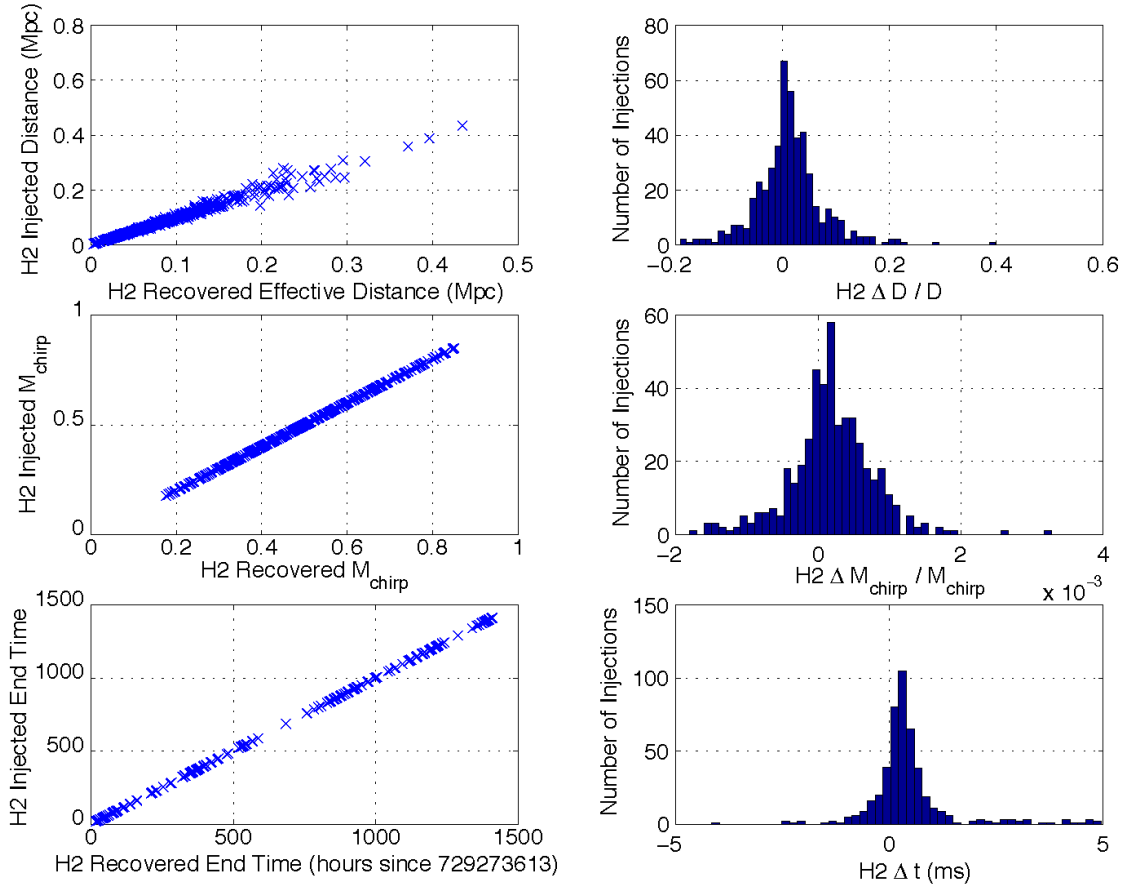 0.8
0.6
0.4
0.2
0
0 0.1 0.2 0.3 0.4 0.5
H2 Injected Distance (Mpc)
H2 Recovered Effective Distance (Mpc)
80
60
40
20
0
−0.2 0 0.2 0.4 0.6
Number of Injections
H2 Δ D / D
1
0.5
0
0 0.2 0.4 0.6 0.8 1
H2 Injected M_chirp
H2 Recovered M_chirp
60
40
20
0
−2 0 2 4
x 10^−3
Number of Injections
H2 Δ M_chirp / M_chirp
1500
1000
500
0
0 500 1000 1500
H2 Injected End Time
H2 Recovered End Time (hours since 729273613)
150
100
50
0
−5 0 5
Number of Injections
H2 Δ t (ms)